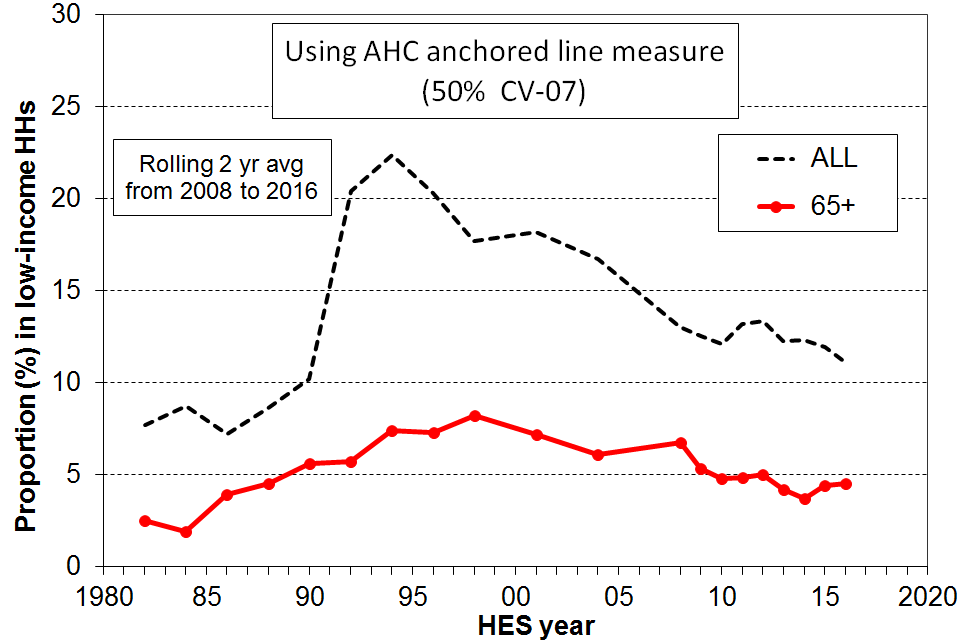 Using AHC anchored line measure
(50% CV-07)
Rolling 2 yr avg
from 2008 to 2016
ALL
65+
Proportion (%) in low-income HHs
30
25
20
15
10
5
0
1980 85 90 95 00 05 10 15 2020
HES year